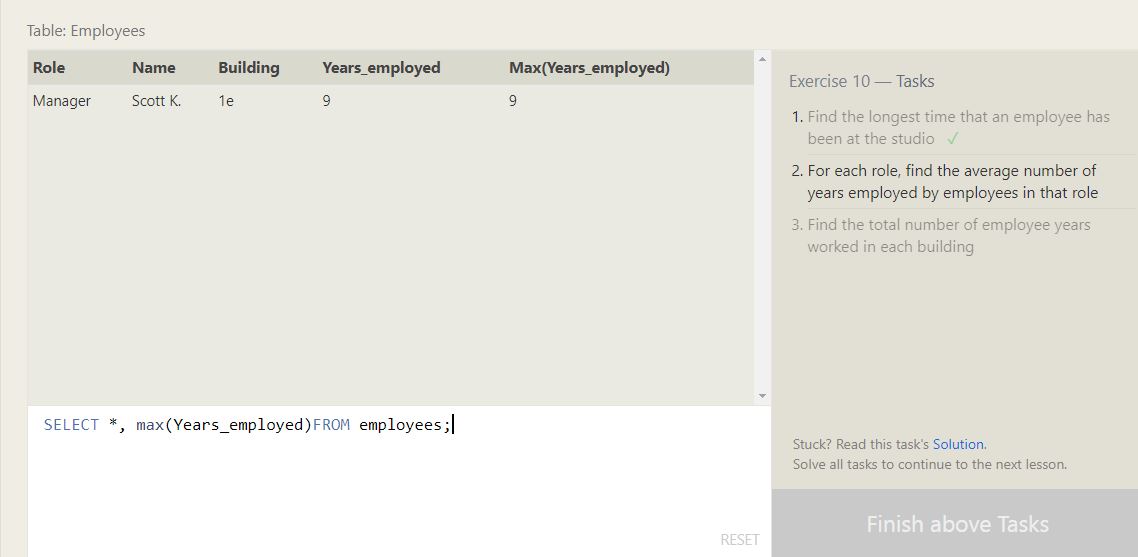 Table: Employees
Role Name Building Years_employed Max(Years_employed)
Manager Scott K. 1e 9 9
SELECT *, max(Years_employed)FROM employees;
RESET
Exercise 10 — Tasks
1. Find the longest time that an employee has
been at the studio ✓
2. For each role, find the average number of
years employed by employees in that role
3. Find the total number of employee years
worked in each building
Stuck? Read this task's Solution.
Solve all tasks to continue to the next lesson.
Finish above Tasks